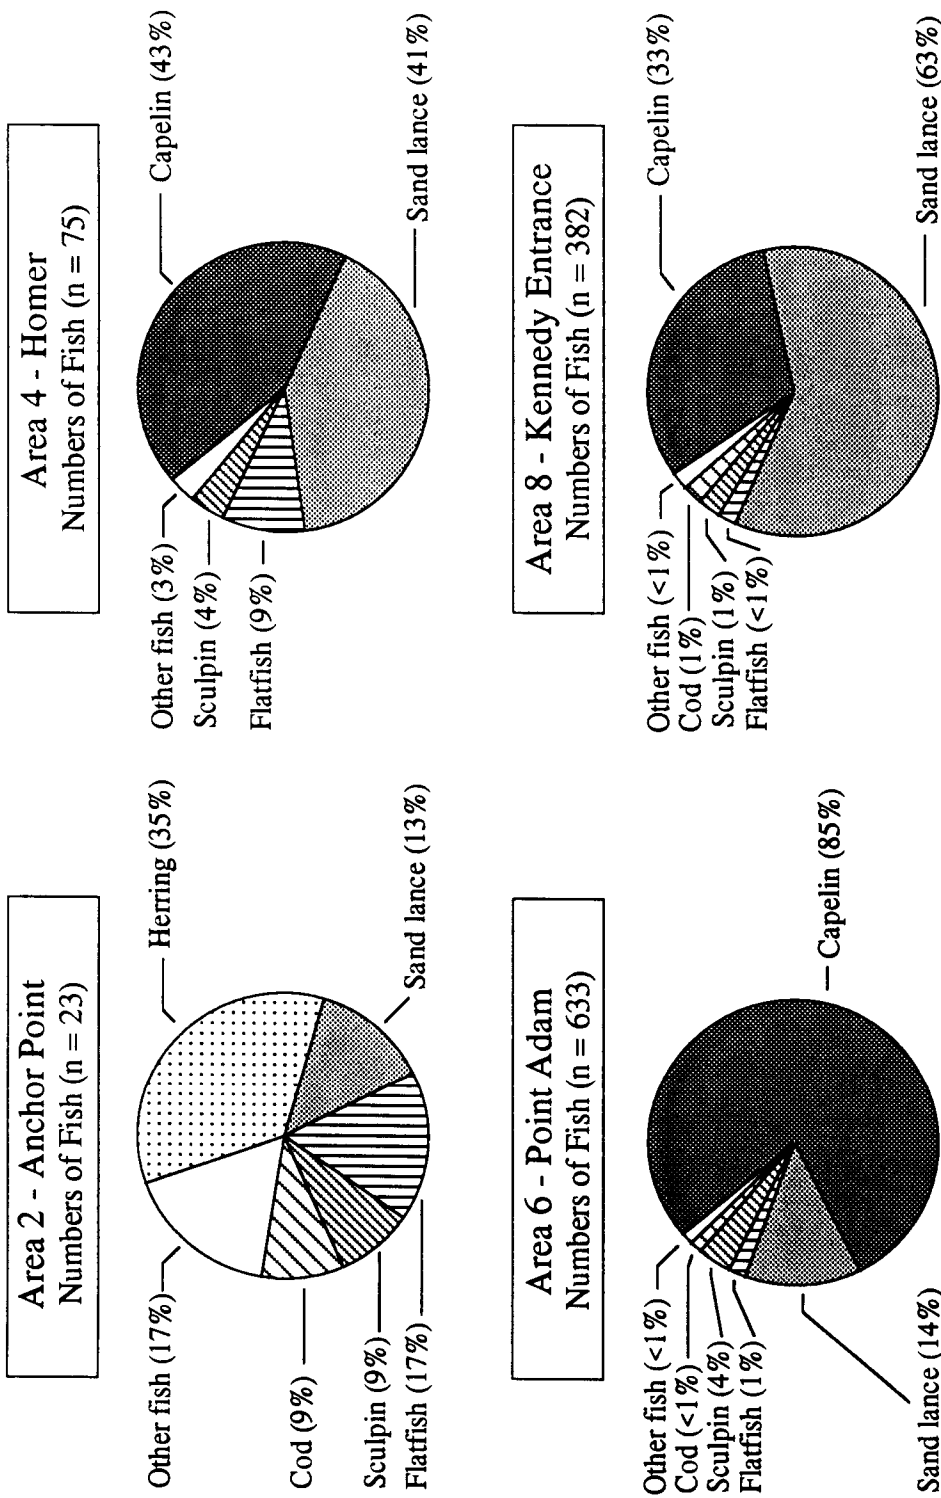 Area 2 - Anchor Point
Numbers of Fish (n = 23)
Other fish (17%)
Herring (35%)
Cod (9%)
Sculpin (9%)
Flatfish (17%)
Sand lance (13%)
Area 4 - Homer
Numbers of Fish (n = 75)
Other fish (3%)
Sculpin (4%)
Flatfish (9%)
Capelin (43%)
Sand lance (41%)
Area 6 - Point Adam
Numbers of Fish (n = 633)
Other fish (<1%)
Cod (<1%)
Sculpin (4%)
Flatfish (1%)
Sand lance (14%)
Capelin (85%)
Area 8 - Kennedy Entrance
Numbers of Fish (n = 382)
Other fish (<1%)
Cod (1%)
Sculpin (1%)
Flatfish (<1%)
Capelin (33%)
Sand lance (63%)